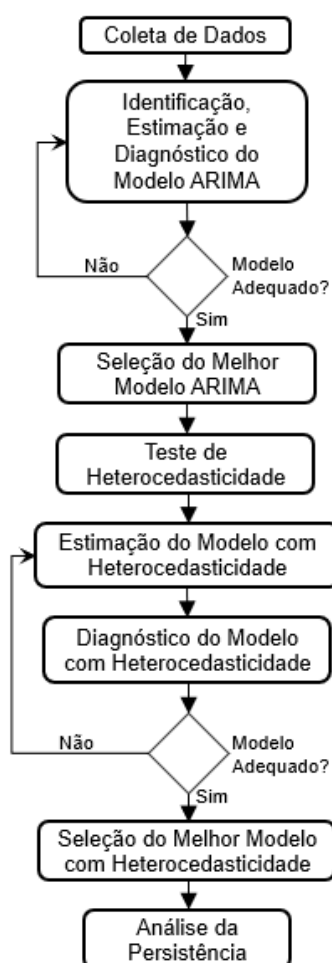 Coleta de Dados
Identificação,
Estimação e
Diagnóstico do
Modelo ARIMA
Não
Modelo
Adequado?
Sim
Seleção do Melhor
Modelo ARIMA
Teste de
Heterocedasticidade
Estimação do Modelo com
Heterocedasticidade
Diagnóstico do Modelo
com Heterocedasticidade
Não
Modelo
Adequado?
Sim
Seleção do Melhor Modelo
com Heterocedasticidade
Análise da
Persistência